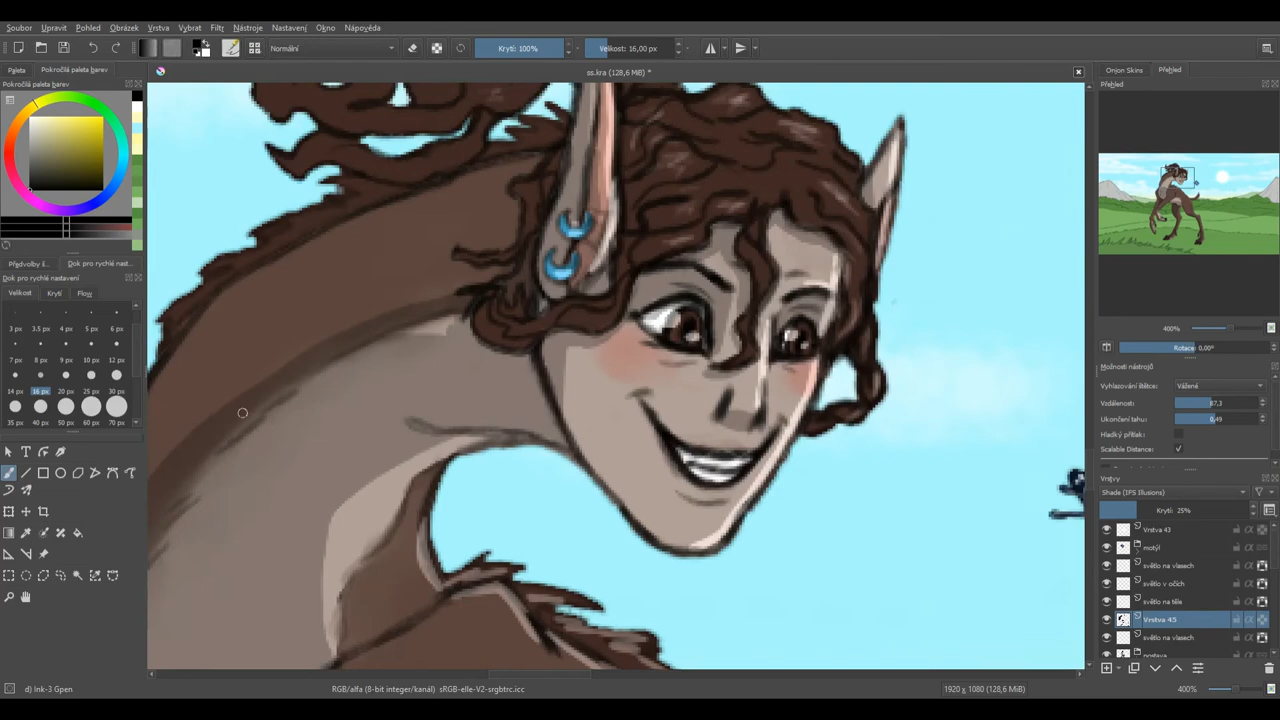 Soubor Upravit Pohled Obrázek Vrstva Vybrat Filtr Nástroje Nastavení Okno Nápověda
Normální Krytí: 100% Velikost: 16,00 px
Paleta Pokročilá paleta barev
ss.kra (128,6 MiB) *
Onjon Skins Přehled
Pokročilá paleta barev
Přehled
Předvolby š... Dok pro rychlé nast...
Dok pro rychlé nastavení
Velikost Krytí Flow
3 px 3.5 px 4 px 5 px 6 px
7 px 8 px 9 px 10 px 12 px
14 px 16 px 20 px 25 px 30 px
35 px 40 px 50 px 60 px 70 px
400%
Rotace: 0,00°
Možnosti nástrojů
Vyhlazování štětce: Vážené
Vzdálenost: 87,3
Ukončení tahu: 0,49
Hladký přítlak:
Scalable Distance:
Vrstvy
Shade (IFS Illusions)
Krytí: 25%
Vrstva 43
motýl
světlo na vlasech
světlo v očích
světlo na těle
Vrstva 45
světlo na vlasech
postava
d) Ink-3 Gpen
RGB/alfa (8-bit integer/kanál) sRGB-elle-V2-srgbtrc.icc
1920 x 1080 (128,6 MiB)
400%